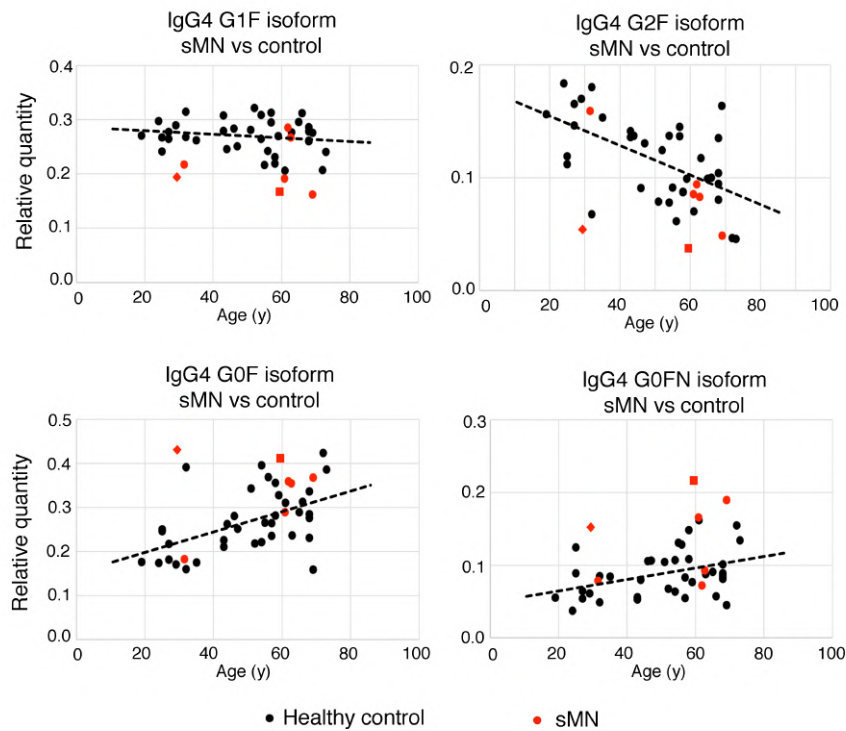 IgG4 G1F isoform
sMN vs control
Relative quantity
0.4
0.3
0.2
0.1
0.0
0 20 40 60 80 100
Age (y)
IgG4 G2F isoform
sMN vs control
0.2
0.1
0.0
0 20 40 60 80 100
Age (y)
IgG4 G0F isoform
sMN vs control
Relative quantity
0.5
0.4
0.3
0.2
0.1
0.0
0 20 40 60 80 100
Age (y)
IgG4 G0FN isoform
sMN vs control
0.3
0.2
0.1
0.0
0 20 40 60 80 100
Age (y)
Healthy control
sMN